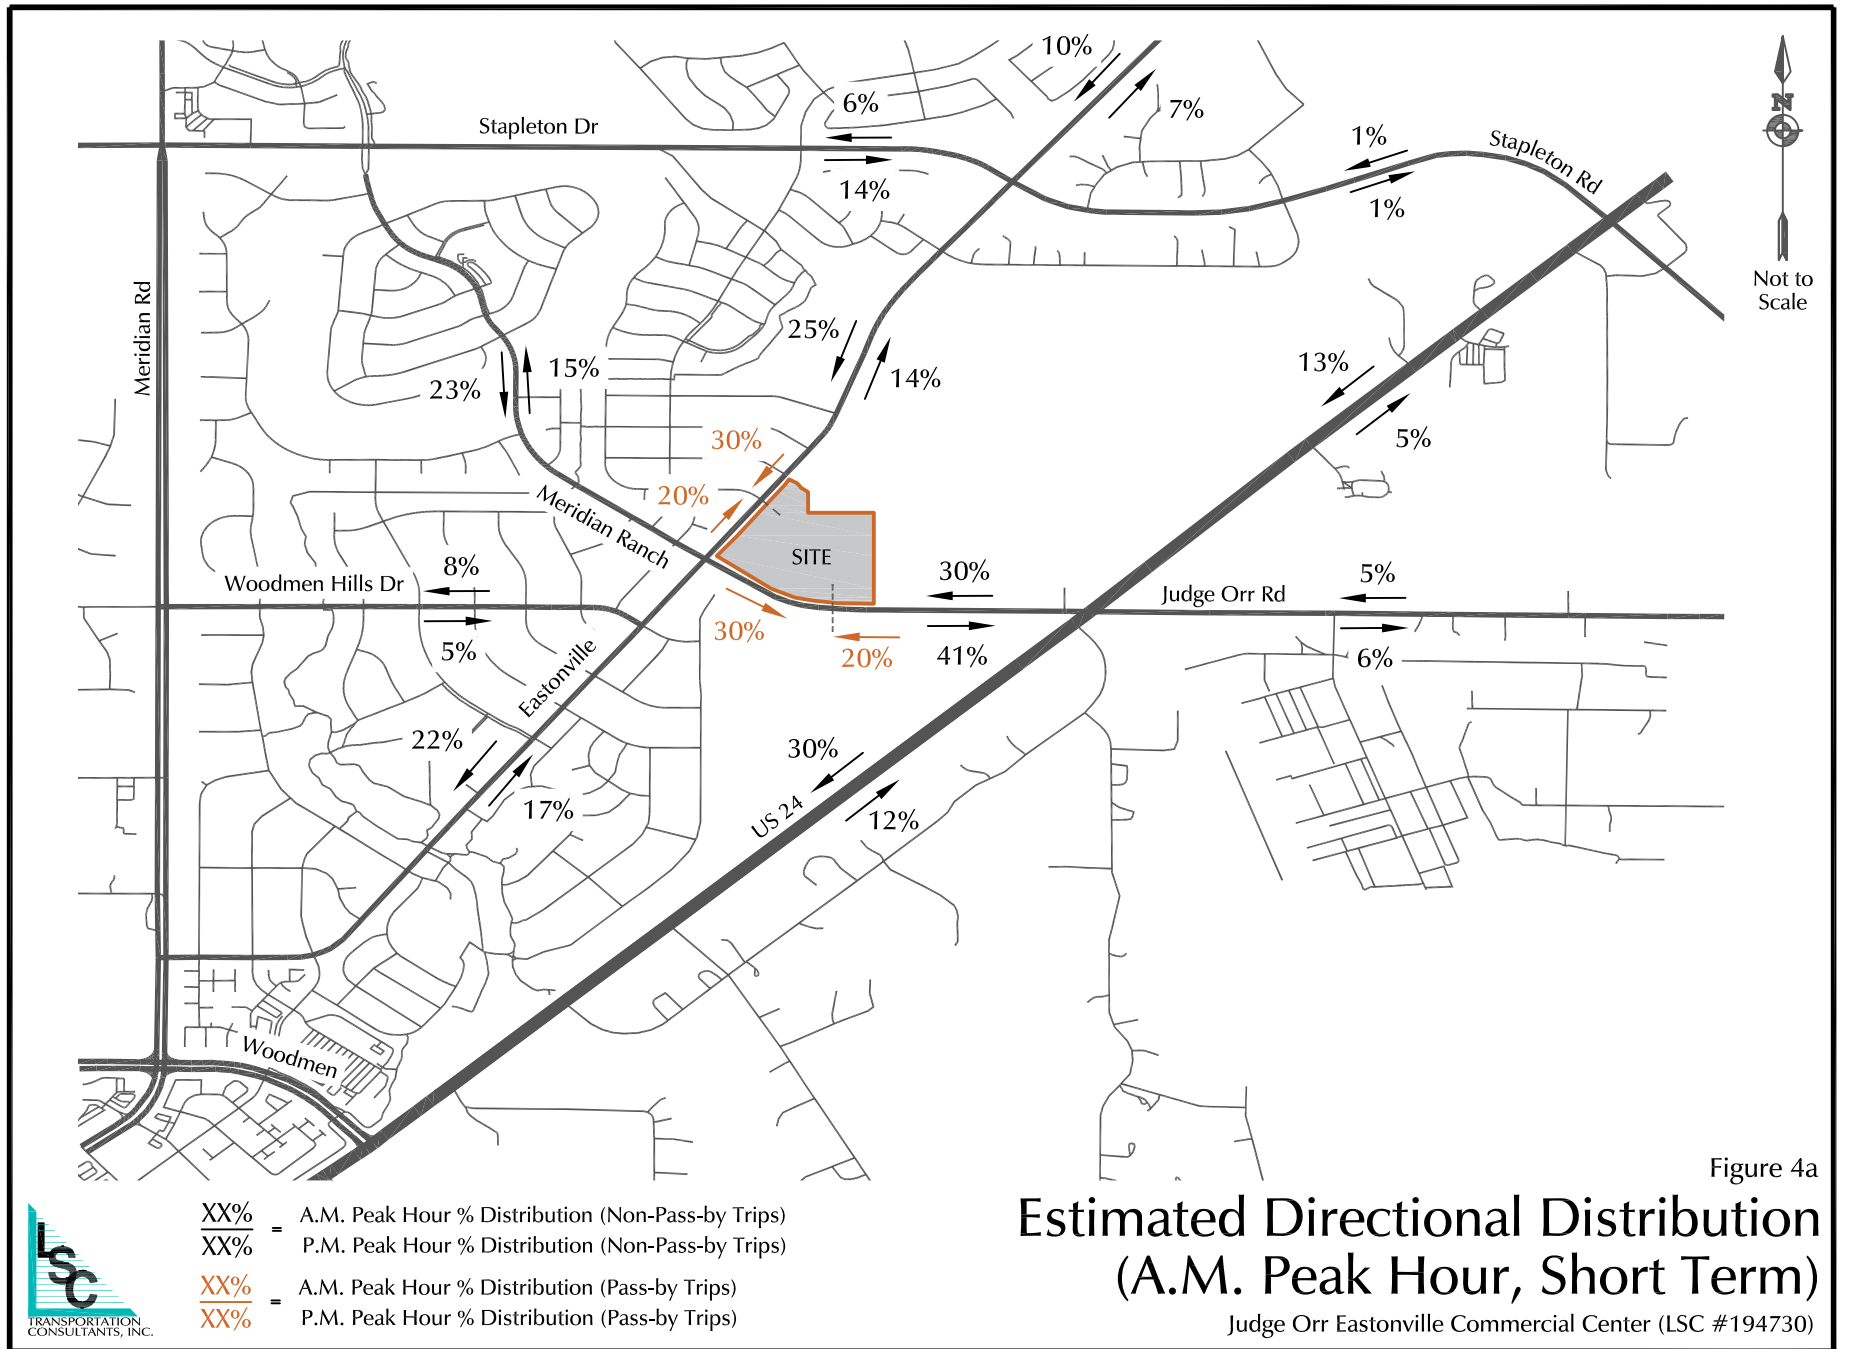 10%
7%
6%
Stapleton Dr
14%
1%
Stapleton Rd
1%
N
Not to
Scale
Meridian Rd
25%
14%
15%
23%
13%
5%
30%
20%
Meridian Ranch
SITE
8%
Woodmen Hills Dr
5%
30%
Judge Orr Rd
5%
30%
20%
41%
6%
Eastonville
22%
17%
30%
US 24
12%
Woodmen
Figure 4a
Estimated Directional Distribution
(A.M. Peak Hour, Short Term)
Judge Orr Eastonville Commercial Center (LSC #194730)
XX%
XX%
= A.M. Peak Hour % Distribution (Non-Pass-by Trips)
P.M. Peak Hour % Distribution (Non-Pass-by Trips)
XX%
XX%
= A.M. Peak Hour % Distribution (Pass-by Trips)
P.M. Peak Hour % Distribution (Pass-by Trips)
LSC
TRANSPORTATION
CONSULTANTS, INC.